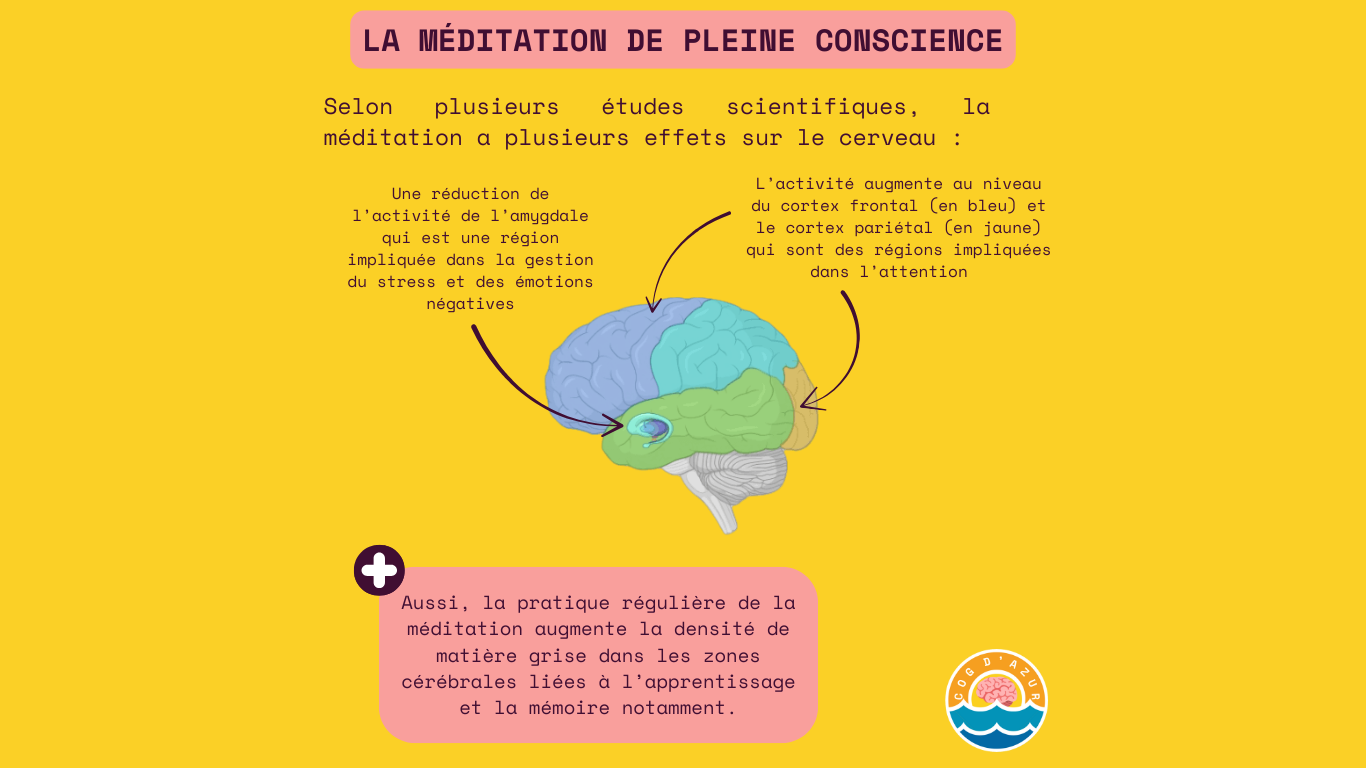 LA MÉDITATION DE PLEINE CONSCIENCE
Selon plusieurs études scientifiques, la
méditation a plusieurs effets sur le cerveau :
Une réduction de
l’activité de l’amygdale
qui est une région
impliquée dans la gestion
du stress et des émotions
négatives
L’activité augmente au niveau
du cortex frontal (en bleu) et
le cortex pariétal (en jaune)
qui sont des régions impliquées
dans l’attention
Aussi, la pratique régulière de la
méditation augmente la densité de
matière grise dans les zones
cérébrales liées à l’apprentissage
et la mémoire notamment.
COG D'AZUR